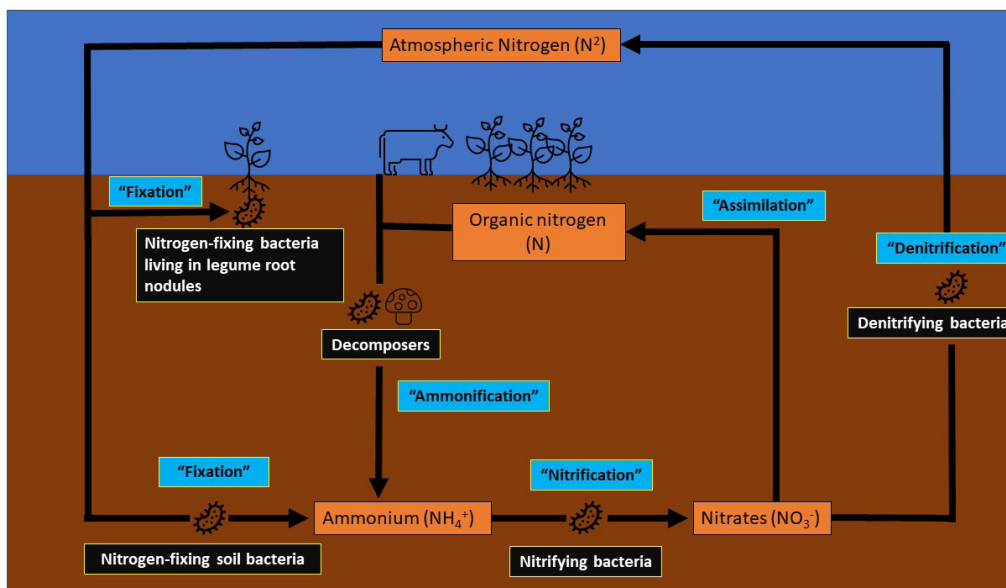 Atmospheric Nitrogen (N²)
“Fixation”
Nitrogen-fixing bacteria
living in legume root
nodules
Organic nitrogen
(N)
“Assimilation”
“Denitrification”
Denitrifying bacteria
Decomposers
“Ammonification”
“Fixation”
Nitrogen-fixing soil bacteria
Ammonium (NH₄⁺)
“Nitrification”
Nitrifying bacteria
Nitrates (NO₃⁻)